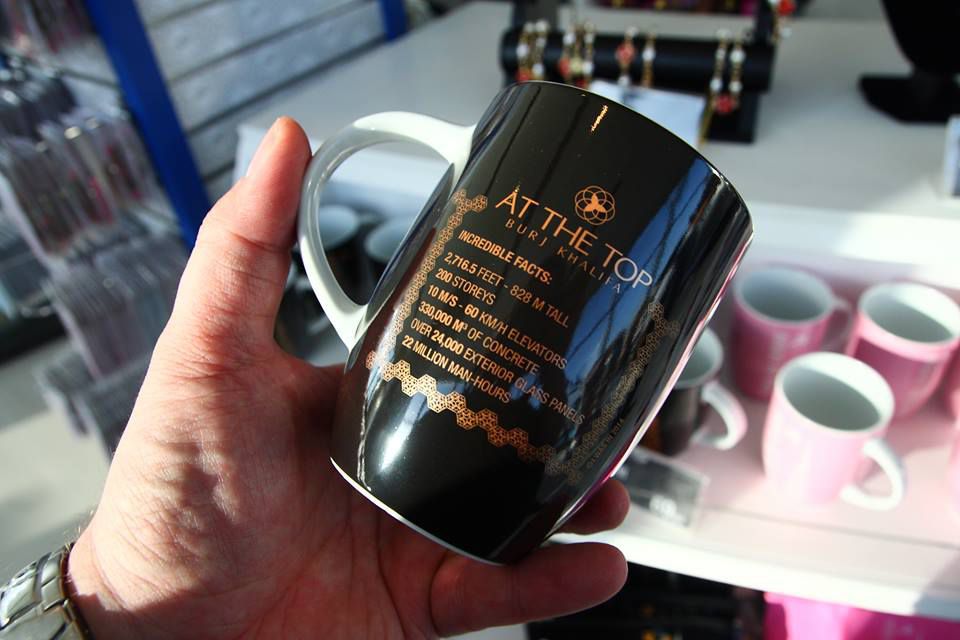 AT THE TOP
BURJ KHALIFA
INCREDIBLE FACTS:
2,716.5 FEET - 828 M TALL
200 STOREYS
10 M/S - 60 KM/H ELEVATORS
330,000 M³ OF CONCRETE
OVER 24,000 EXTERIOR GLASS PANELS
22 MILLION MAN-HOURS